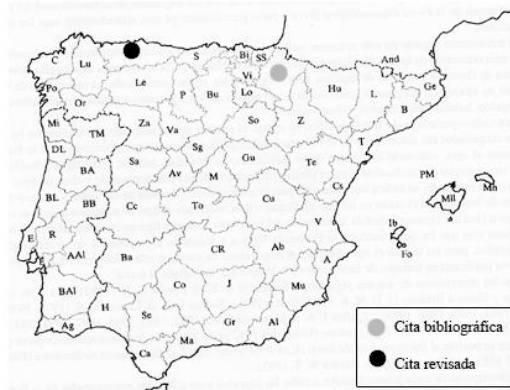 C
Lu
S
Bi
SS
And
Po
Or
Le
P
Bu
Vi
Lo
Hu
L
Ge
B
Mi
TM
Za
Va
So
Z
T
DL
Sa
Sg
Gu
Te
BA
Av
M
Cs
PM
Mn
BL
BB
Cc
To
Cu
V
Mll
Ib
Fo
E
R
AAl
Ba
CR
Ab
A
BAl
Co
J
Mu
Ag
H
Se
Gr
Al
Ca
Ma
Cita bibliográfica
Cita revisada